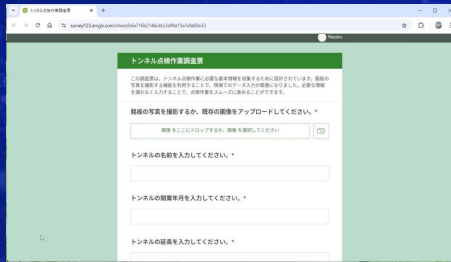 トンネル点検作業調査票
survey123.arcgis.com/share/
Naoko
トンネル点検作業調査票
この調査票は、トンネル点検作業に必要な基本情報を収集するために設計されています。銘板の
写真を撮影する機能を利用することで、現場でのデータ入力が簡単になりました。必要な情報
を漏れなく入力することで、点検作業をスムーズに進めることができます。
銘板の写真を撮影するか、既存の画像をアップロードしてください。*
画像 をここにドロップするか、画像 を選択してください
トンネルの名前を入力してください。*
トンネルの開業年月を入力してください。*
トンネルの延長を入力してください。*